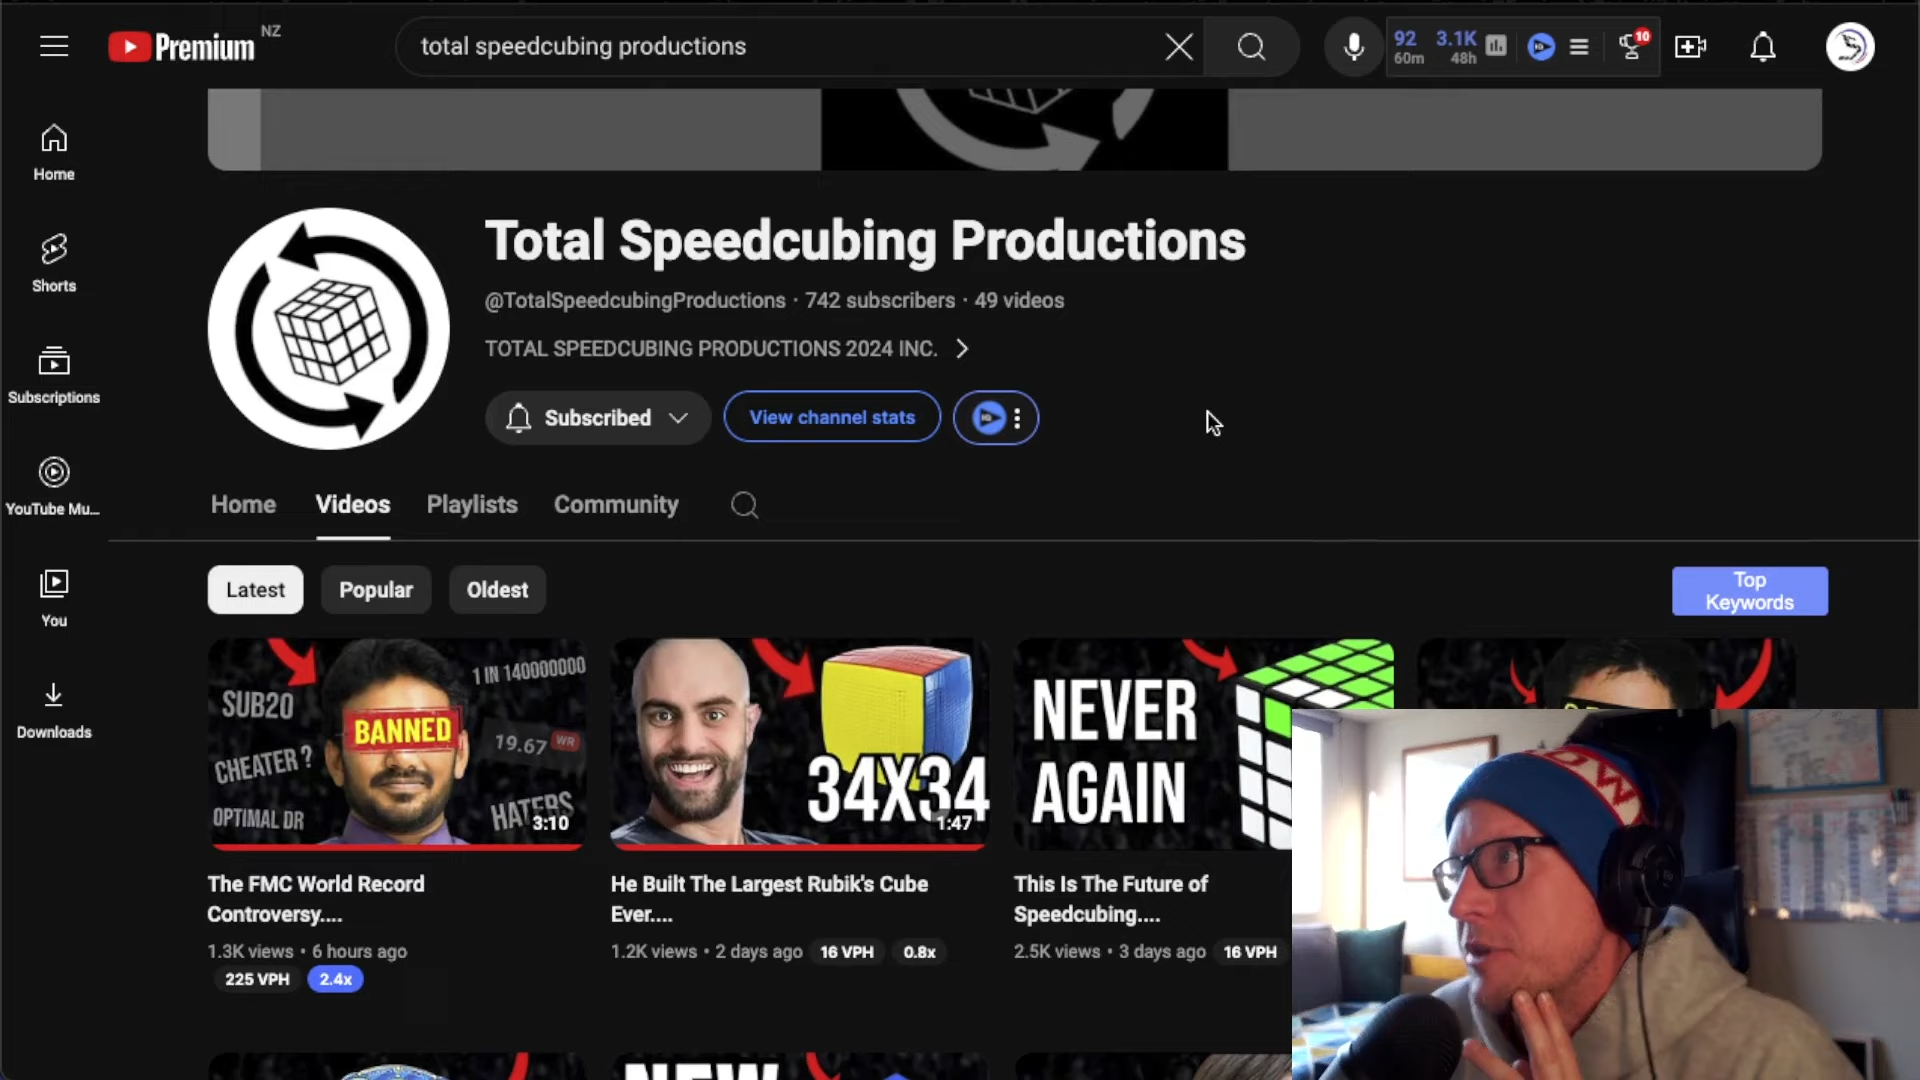 Premium NZ
total speedcubing productions
92
60m
3.1K
48h
10
Home
Shorts
Subscriptions
YouTube Mu...
You
Downloads
Total Speedcubing Productions
@TotalSpeedcubingProductions · 742 subscribers · 49 videos
TOTAL SPEEDCUBING PRODUCTIONS 2024 INC.
Subscribed
View channel stats
Home
Videos
Playlists
Community
Latest
Popular
Oldest
Top
Keywords
SUB20
1 IN 140000000
BANNED
19.67 WR
CHEATER ?
OPTIMAL DR
HATERS
3:10
The FMC World Record
Controversy....
1.3K views • 6 hours ago
225 VPH
2.4x
34X34
1:47
He Built The Largest Rubik's Cube
Ever....
1.2K views • 2 days ago
16 VPH
0.8x
NEVER
AGAIN
This Is The Future of
Speedcubing....
2.5K views • 3 days ago
16 VPH
NEW